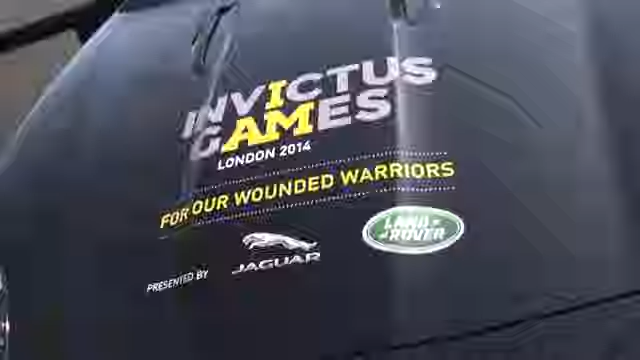 INVICTUS
GAMES
LONDON 2014
FOR OUR WOUNDED WARRIORS
PRESENTED BY
JAGUAR
LAND ROVER